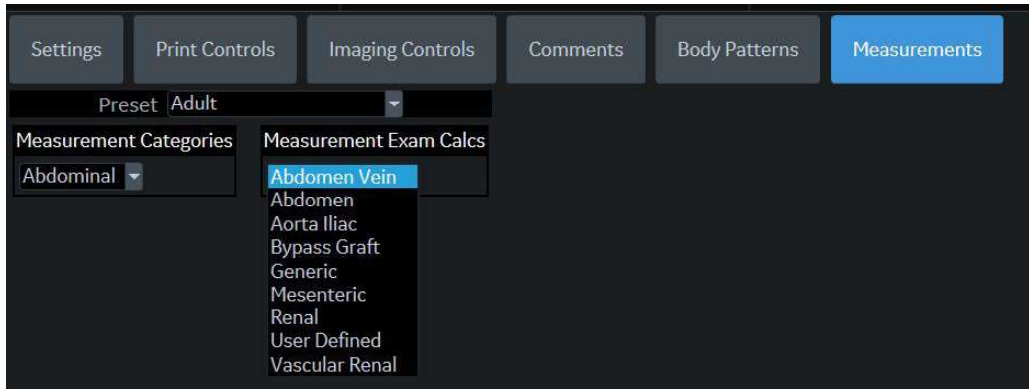 Settings Print Controls Imaging Controls Comments Body Patterns Measurements
Preset Adult
Measurement Categories Measurement Exam Calcs
Abdominal Abdomen Vein
Abdomen
Aorta Iliac
Bypass Graft
Generic
Mesenteric
Renal
User Defined
Vascular Renal